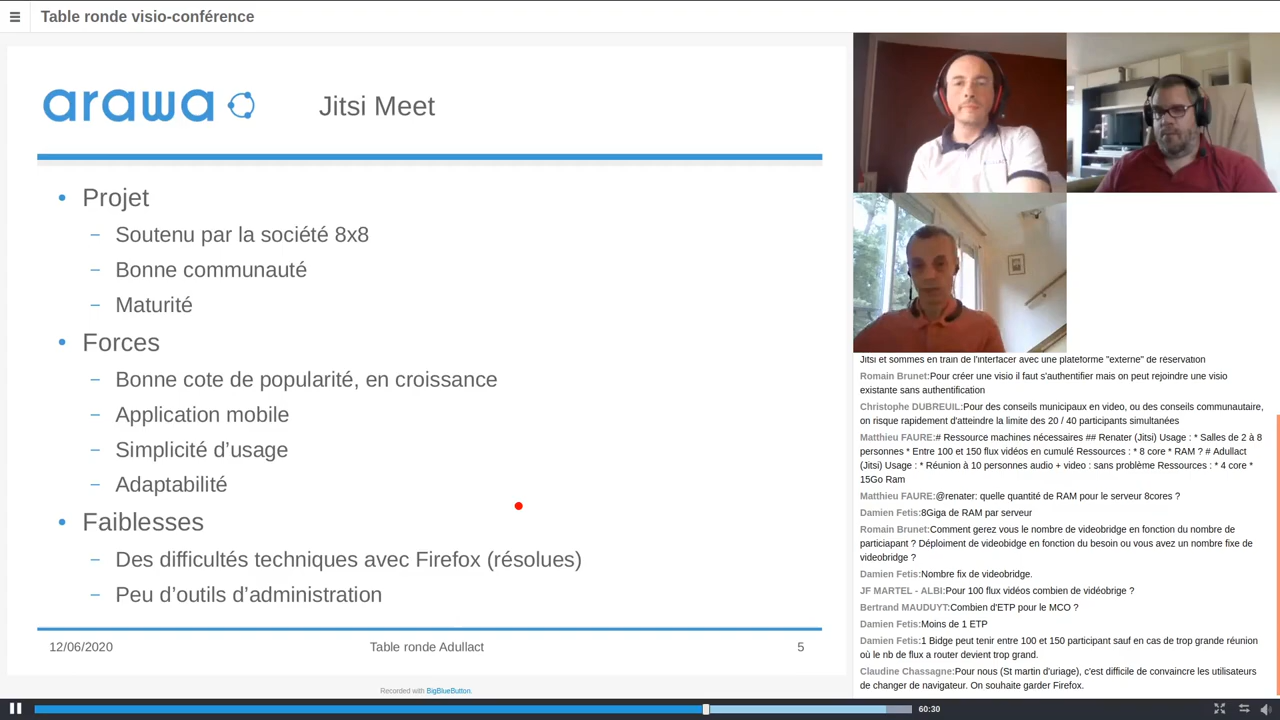 Table ronde visio-conférence
arawa
Jitsi Meet
Projet
Soutenu par la société 8x8
Bonne communauté
Maturité
Forces
Bonne cote de popularité, en croissance
Application mobile
Simplicité d’usage
Adaptabilité
Faiblesses
Des difficultés techniques avec Firefox (résolues)
Peu d’outils d’administration
12/06/2020
Table ronde Adullact
5
Recorded with BigBlueButton.
Jitsi et sommes en train de l'interfacer avec une plateforme "externe" de réservation
Romain Brunet:Pour créer une visio il faut s'authentifier mais on peut rejoindre une visio
existante sans authentification
Christophe DUBREUIL:Pour des conseils municipaux en video, ou des conseils communautaire,
on risque rapidement d'atteindre la limite des 20 / 40 participants simultanées
Matthieu FAURE:# Ressource machines nécessaires ## Renater (Jitsi) Usage : * Salles de 2 à 8
personnes * Entre 100 et 150 flux vidéos en cumulé Ressources : * 8 core * RAM ? # Adullact
(Jitsi) Usage : * Réunion à 10 personnes audio + video : sans problème Ressources : * 4 core *
15Go Ram
Matthieu FAURE:@renater: quelle quantité de RAM pour le serveur 8cores ?
Damien Fetis:8Giga de RAM par serveur
Romain Brunet:Comment gerez vous le nombre de videobridge en fonction du nombre de
particiapant ? Déploiment de videobidge en fonction du besoin ou vous avez un nombre fixe de
videobridge ?
Damien Fetis:Nombre fix de videobridge.
JF MARTEL - ALBI:Pour 100 flux vidéos combien de vidéobrige ?
Bertrand MAUDUYT:Combien d'ETP pour le MCO ?
Damien Fetis:Moins de 1 ETP
Damien Fetis:1 Bidge peut tenir entre 100 et 150 participant sauf en cas de trop grande réunion
où le nb de flux a router devient trop grand.
Claudine Chassagne:Pour nous (St martin d'uriage), c'est difficile de convaincre les utilisateurs
de changer de navigateur. On souhaite garder Firefox.
60:30